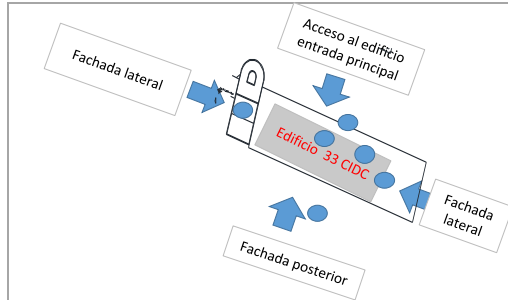 Acceso al edificio
entrada principal
Fachada lateral
Edificio 33 CIDC
Fachada
lateral
Fachada posterior